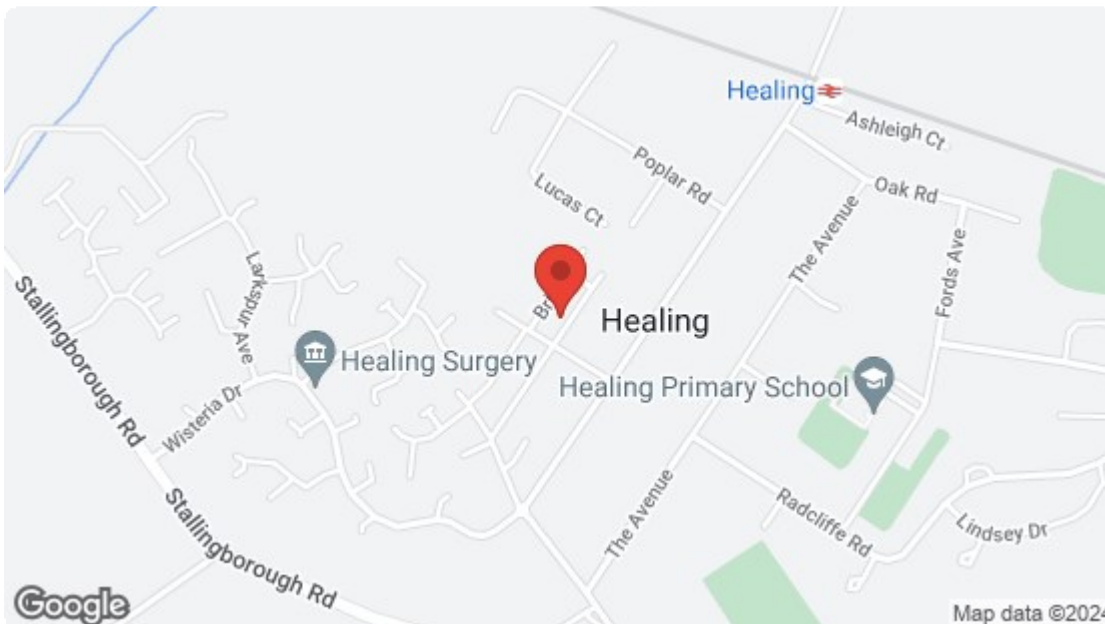 Healing
Ashleigh Ct
Poplar Rd
Oak Rd
Lucas Ct
The Avenue
Fords Ave
Larkspur Ave
Stallingborough Rd
Healing
Healing Surgery
Healing Primary School
Wisteria Dr
The Avenue
Radcliffe Rd
Lindsey Dr
Stallingborough Rd
Google
Map data ©2024